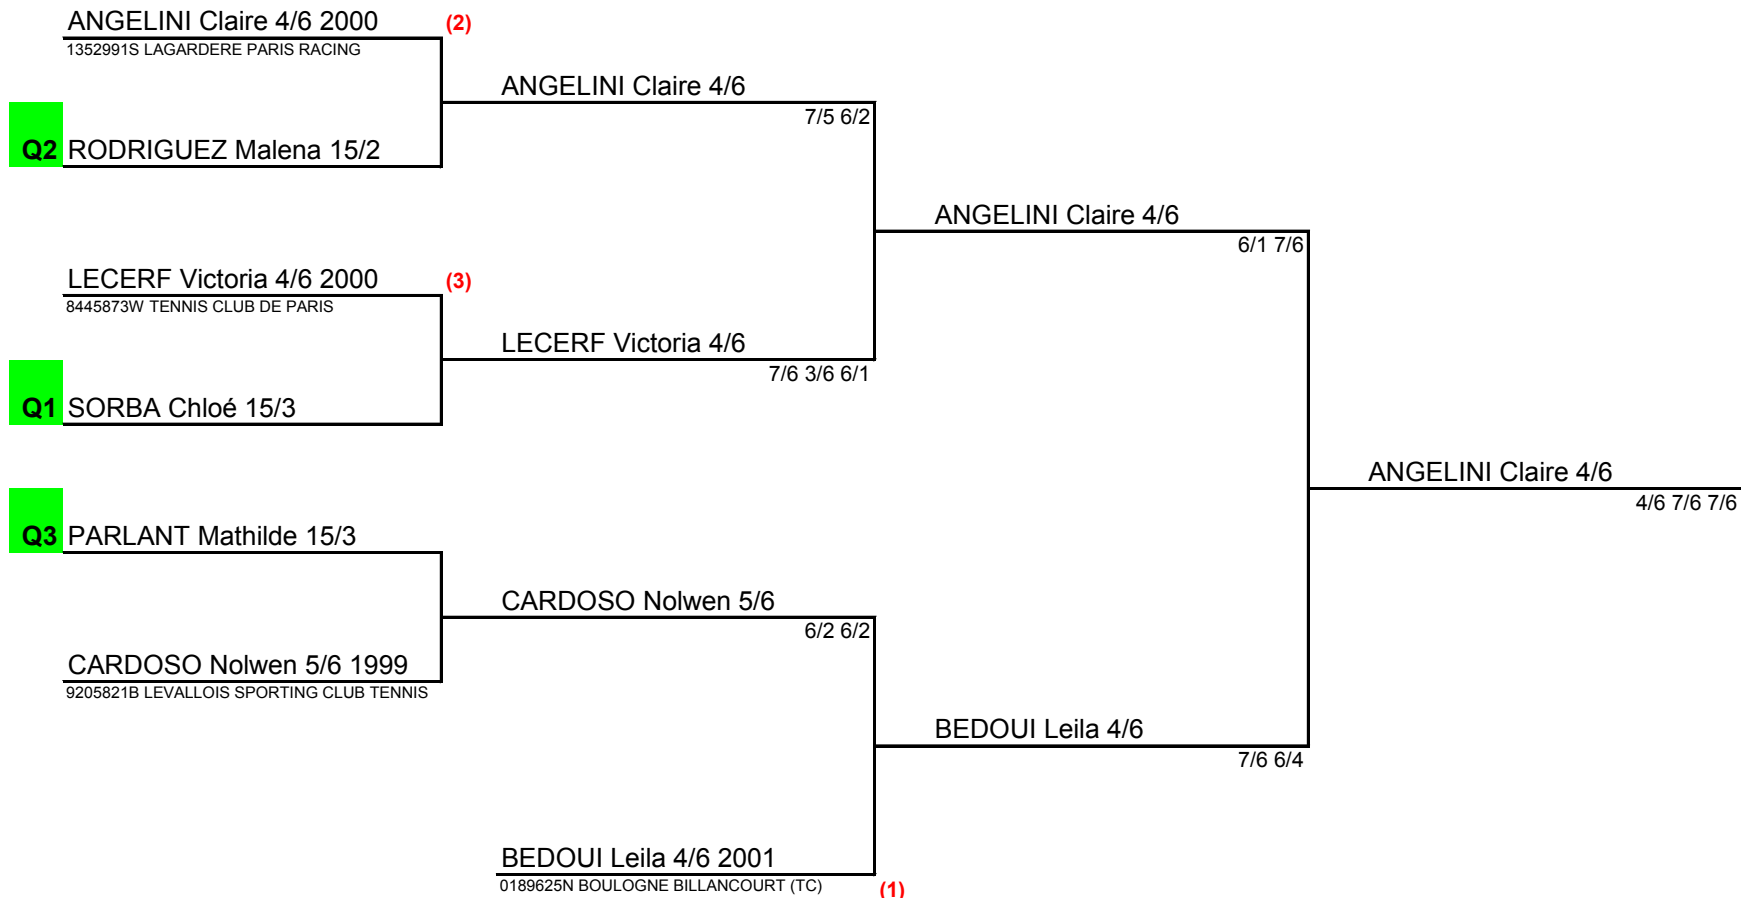 ANGELINI Claire 4/6 2000
(2)
1352991S LAGARDERE PARIS RACING
ANGELINI Claire 4/6
7/5 6/2
Q2 RODRIGUEZ Malena 15/2
ANGELINI Claire 4/6
6/1 7/6
LECERF Victoria 4/6 2000
(3)
8445873W TENNIS CLUB DE PARIS
LECERF Victoria 4/6
7/6 3/6 6/1
Q1 SORBA Chloé 15/3
ANGELINI Claire 4/6
4/6 7/6 7/6
Q3 PARLANT Mathilde 15/3
CARDOSO Nolwen 5/6
6/2 6/2
CARDOSO Nolwen 5/6 1999
9205821B LEVALLOIS SPORTING CLUB TENNIS
BEDOUI Leila 4/6
7/6 6/4
BEDOUI Leila 4/6 2001
0189625N BOULOGNE BILLANCOURT (TC)
(1)